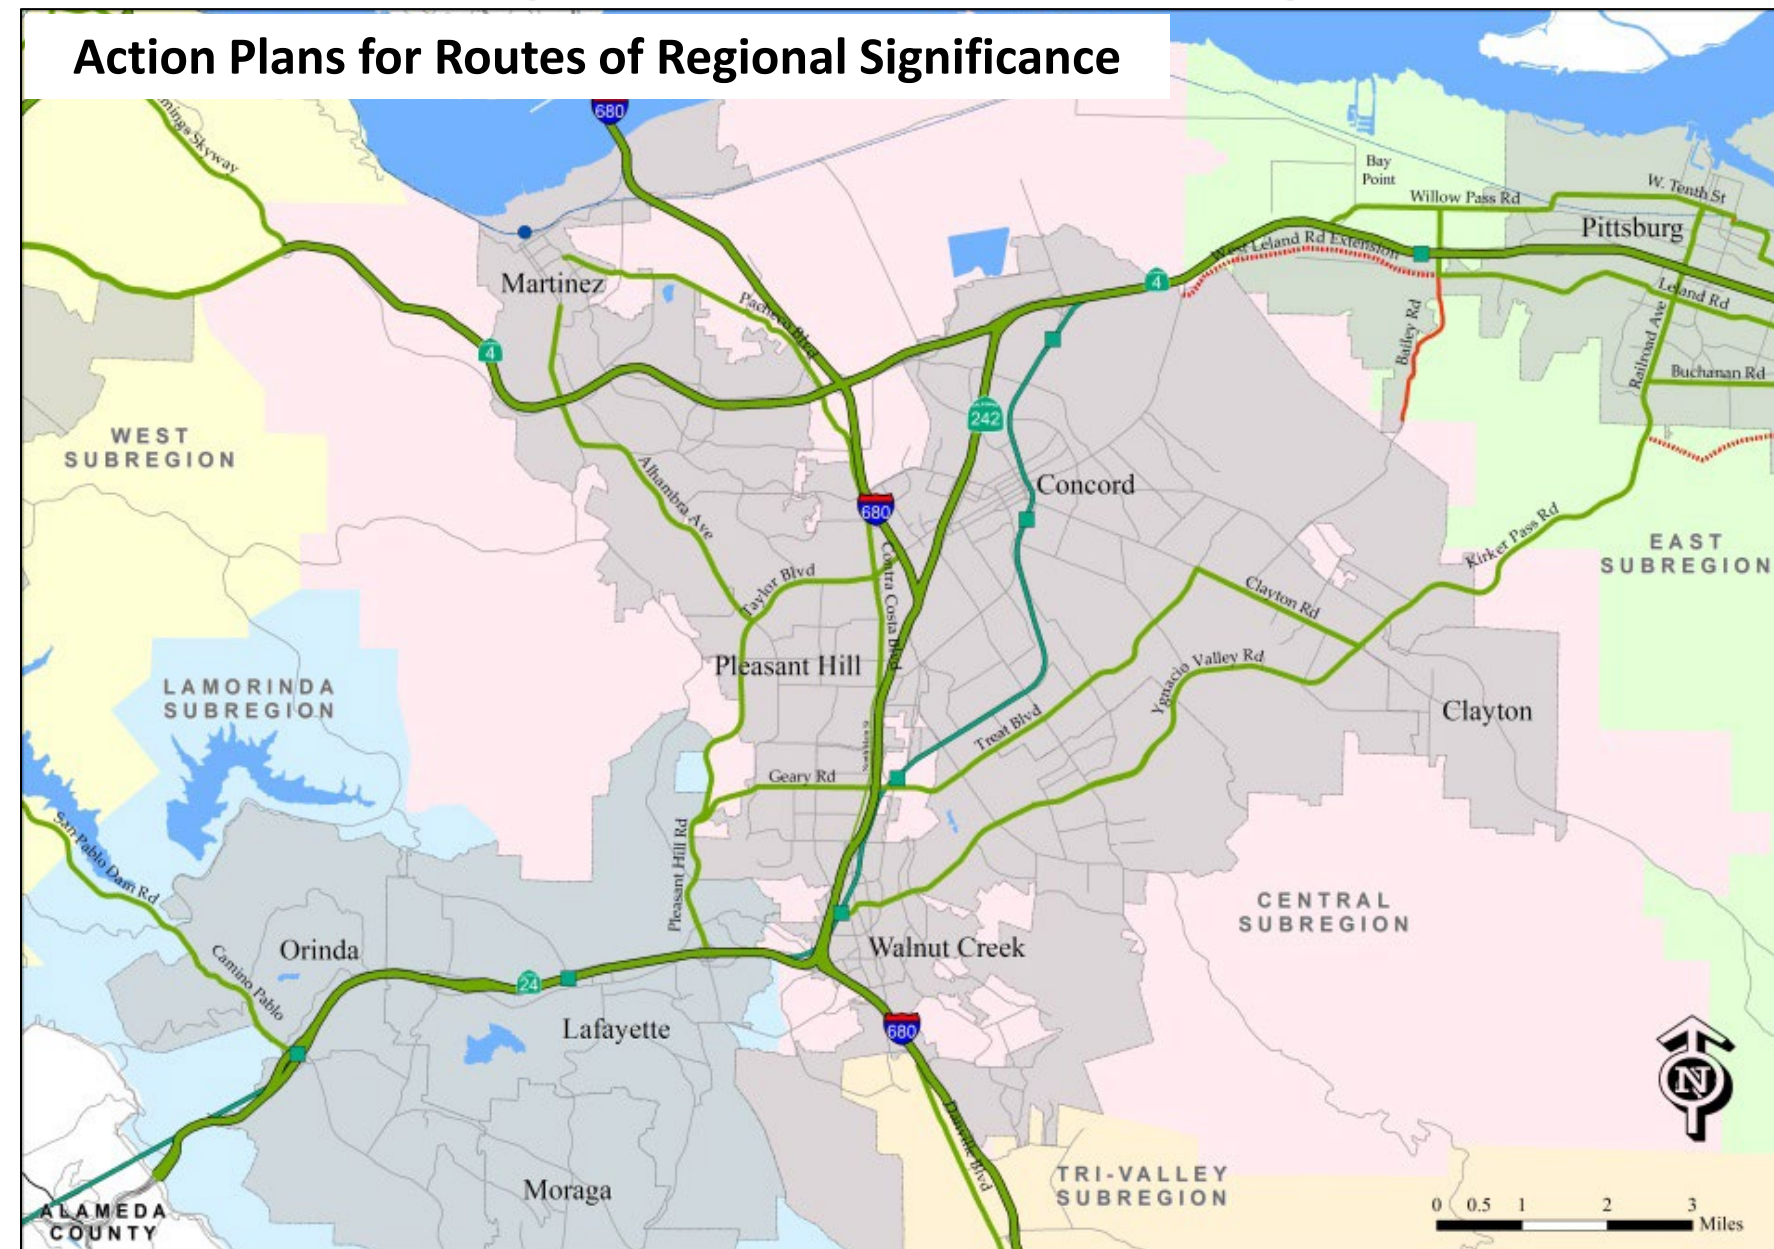 Action Plans for Routes of Regional Significance
680
mings Skyway
Bay
Point
Willow Pass Rd
W. Tenth St
Pittsburg
West Leland Rd Extension
4
Martinez
Pacheco Blvd
Leland Rd
Bailey Rd
Railroad Ave
Buchanan Rd
4
242
WEST
SUBREGION
Alhambra Ave
680
Concord
Kirker Pass Rd
EAST
SUBREGION
Contra Costa Blvd
Taylor Blvd
Clayton Rd
Pleasant Hill
Ygnacio Valley Rd
LAMORINDA
SUBREGION
Clayton
Treat Blvd
Geary Rd
San Pablo Dam Rd
Pleasant Hill Rd
CENTRAL
SUBREGION
Orinda
Walnut Creek
Camino Pablo
24
Lafayette
680
N
Danville Blvd
TRI-VALLEY
SUBREGION
Moraga
ALAMEDA
COUNTY
0 0.5 1 2 3
Miles